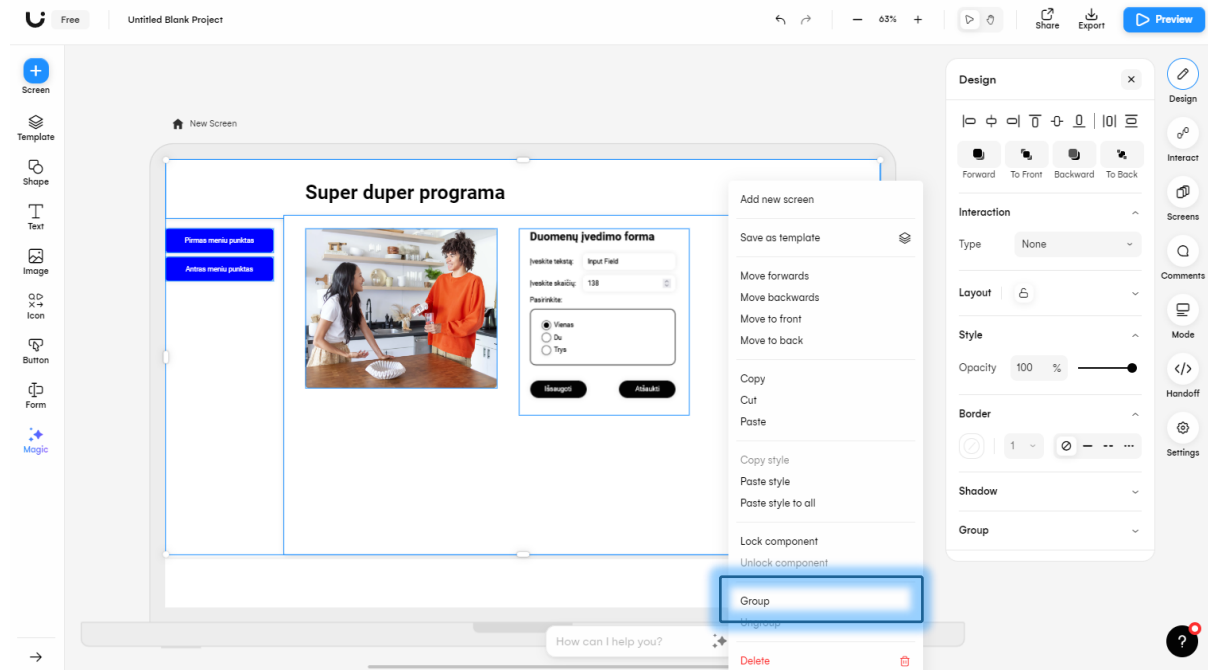 Free
Untitled Blank Project
63%
Share
Export
Preview
Screen
Template
Shape
Text
Image
Icon
Button
Form
Magic
New Screen
Super duper programa
Pirmas meniu punktas
Antras meniu punktas
Duomenų įvedimo forma
Įveskite tekstą: Input Field
Įveskite skaičių: 138
Pasirinkite:
Vienas
Du
Trys
Išsaugoti
Atšaukti
Add new screen
Save as template
Move forwards
Move backwards
Move to front
Move to back
Copy
Cut
Paste
Copy style
Paste style
Paste style to all
Lock component
Unlock component
Group
Ungroup
Delete
How can I help you?
Design
Forward To Front Backward To Back
Interaction
Type None
Layout
Style
Opacity 100 %
Border
1
Shadow
Group
Design
Interact
Screens
Comments
Mode
Handoff
Settings
?